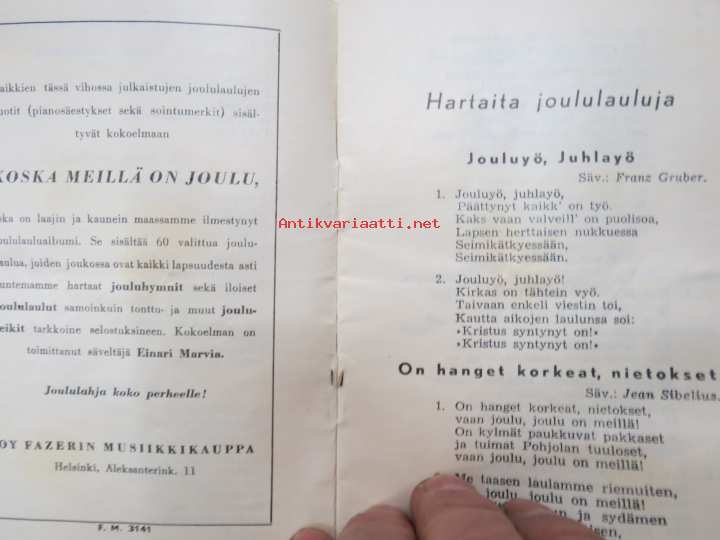 aikkien tässä vihossa julkaistujen joululaulujen
uotit (pianosäestykset sekä sointumerkit) sisäl-
tyvät kokoelmaan
KOSKA MEILLÄ ON JOULU,
ka on laajin ja kaunein maassamme ilmestynyt
ululaulualbumi. Se sisältää 60 valittua joulu-
aulua, juiden joukossa ovat kaikki lapsuudesta asti
untemamme hartaat jouluhymnit sekä iloiset
oululaulut samoinkuin tonttu- ja muut joulu-
eikit tarkkoine selostuksineen. Kokoelman on
toimittanut säveltäjä Einari Marvia.
Joululahja koko perheelle!
OY FAZERIN MUSIIKKIKAUPPA
Helsinki, Aleksanterink. 11
F. M. 3141
Antikvariaatti.net
Hartaita joululauluja
Jouluyö, Juhlayö
Säv.: Franz Gruber.
1. Jouluyö, juhlayö,
Päättynyt kaikk' on työ.
Kaks vaan valveill' on puolisoa,
Lapsen herttaisen nukkuessa
Seimikätkyessään,
Seimikätkyessään.
2. Jouluyö, juhlayö!
Kirkas on tähtein vyö.
Taivaan enkeli viestin toi,
Kautta aikojen laulunsa soi:
»Kristus syntynyt on!»
»Kristus syntynyt on!»
On hanget korkeat, nietokset
Säv.: Jean Sibelius.
1. On hanget korkeat, nietokset,
vaan joulu, joulu on meillä!
On kylmät paukkuvat pakkaset
ja tuimat Pohjolan tuuloset,
vaan joulu, joulu on meillä!
Me taasen laulamme riemuiten,
joulu, joulu on meillä!
n ja sydämen
isen,